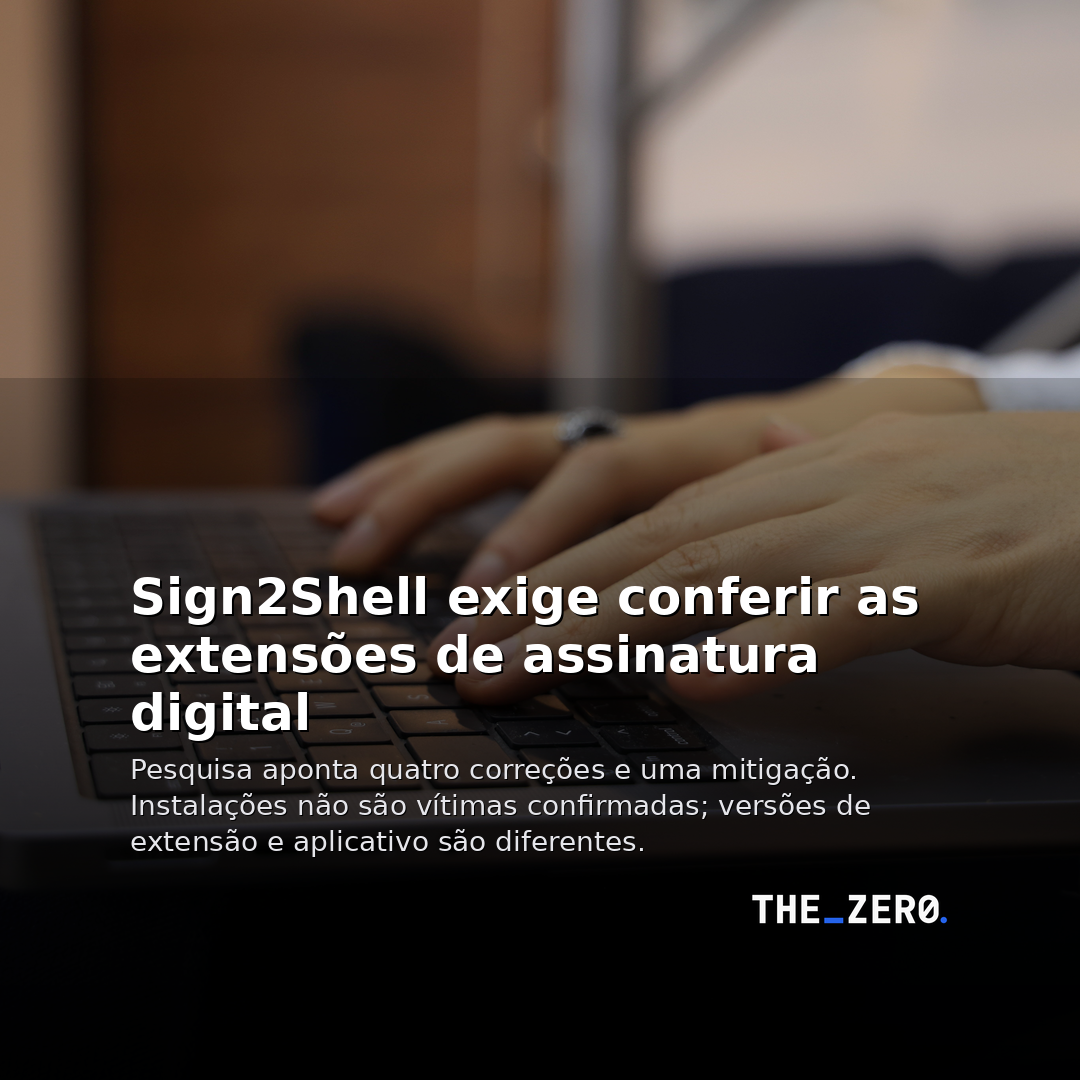 Sign2Shell exige conferir as
extensões de assinatura
digital
Pesquisa aponta quatro correções e uma mitigação.
Instalações não são vítimas confirmadas; versões de
extensão e aplicativo são diferentes.
THE_ZER0.